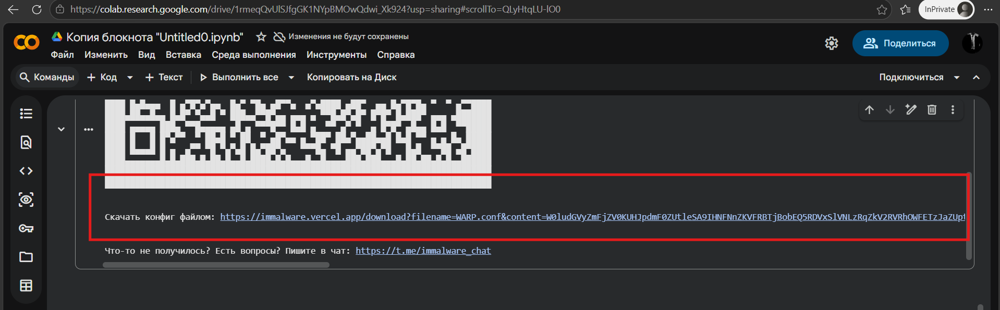 https://colab.research.google.com/drive/1rmeqQvUlSJfgGK1NYpBMOwQdwi_Xk924?usp=sharing#scrollTo=QLyHtqLU-lO0
InPrivate
Копия блокнота "Untitled0.ipynb"
Изменения не будут сохранены
Файл Изменить Вид Вставка Среда выполнения Инструменты Справка
Поделиться
Команды + Код + Текст Выполнить все Копировать на Диск
Подключиться
Скачать конфиг файлом: https://immalware.vercel.app/download?filename=WARP.conf&content=W0ludGVyZmFjZV0KUHJpdmF0ZUtleSA9IHNFNnZKVFRBTjBobEQ5RDVxSlVNLzRqZkV2RVRhOWFETzJaZUp
Что-то не получилось? Есть вопросы? Пишите в чат: https://t.me/immalware_chat